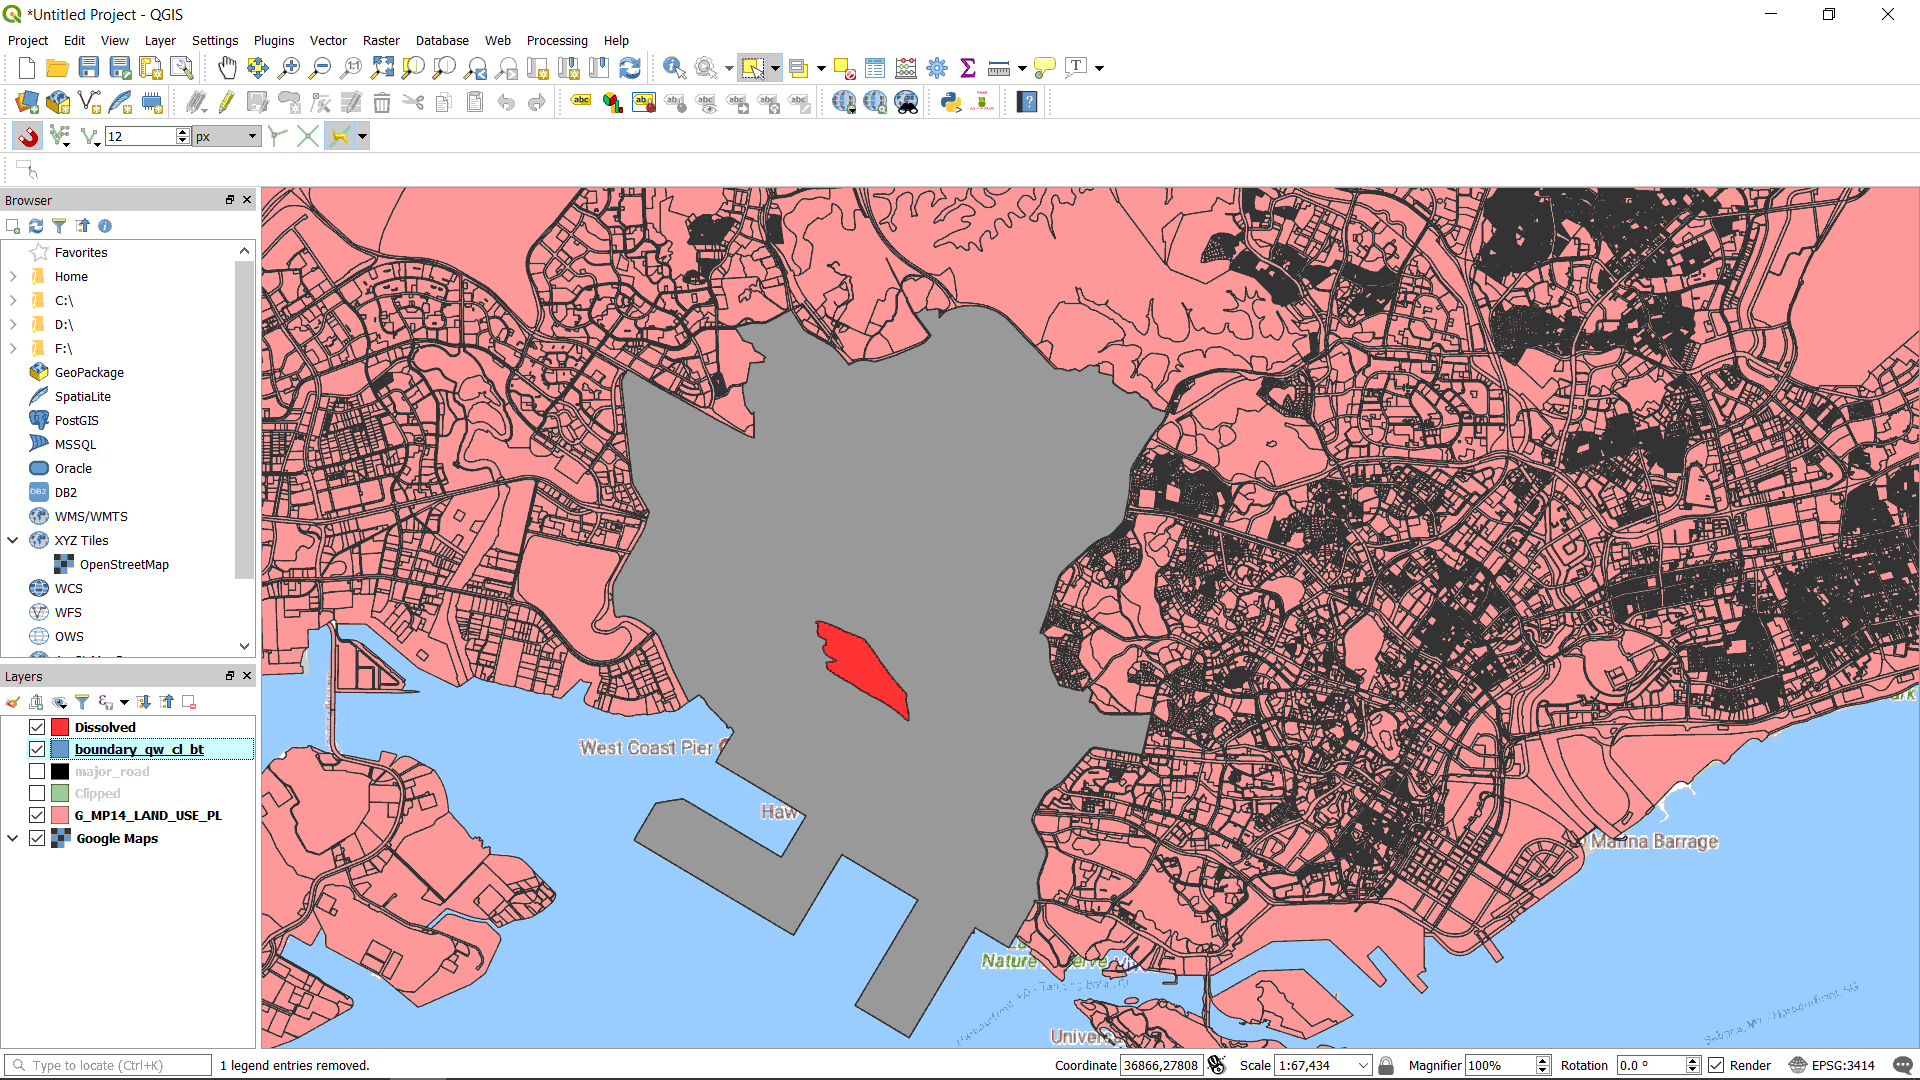 *Untitled Project - QGIS
Project Edit View Layer Settings Plugins Vector Raster Database Web Processing Help
12 px
Browser
Favorites
Home
C:\
D:\
F:\
GeoPackage
SpatiaLite
PostGIS
MSSQL
Oracle
DB2
WMS/WMTS
XYZ Tiles
OpenStreetMap
WCS
WFS
OWS
Layers
Dissolved
boundary_qw_cl_bt
major_road
Clipped
G_MP14_LAND_USE_PL
Google Maps
West Coast Pier
Haw
Marina Barrage
Nature
Univer
Type to locate (Ctrl+K) 1 legend entries removed. Coordinate 36866,27808 Scale 1:67,434 Magnifier 100% Rotation 0.0 ° Render EPSG:3414